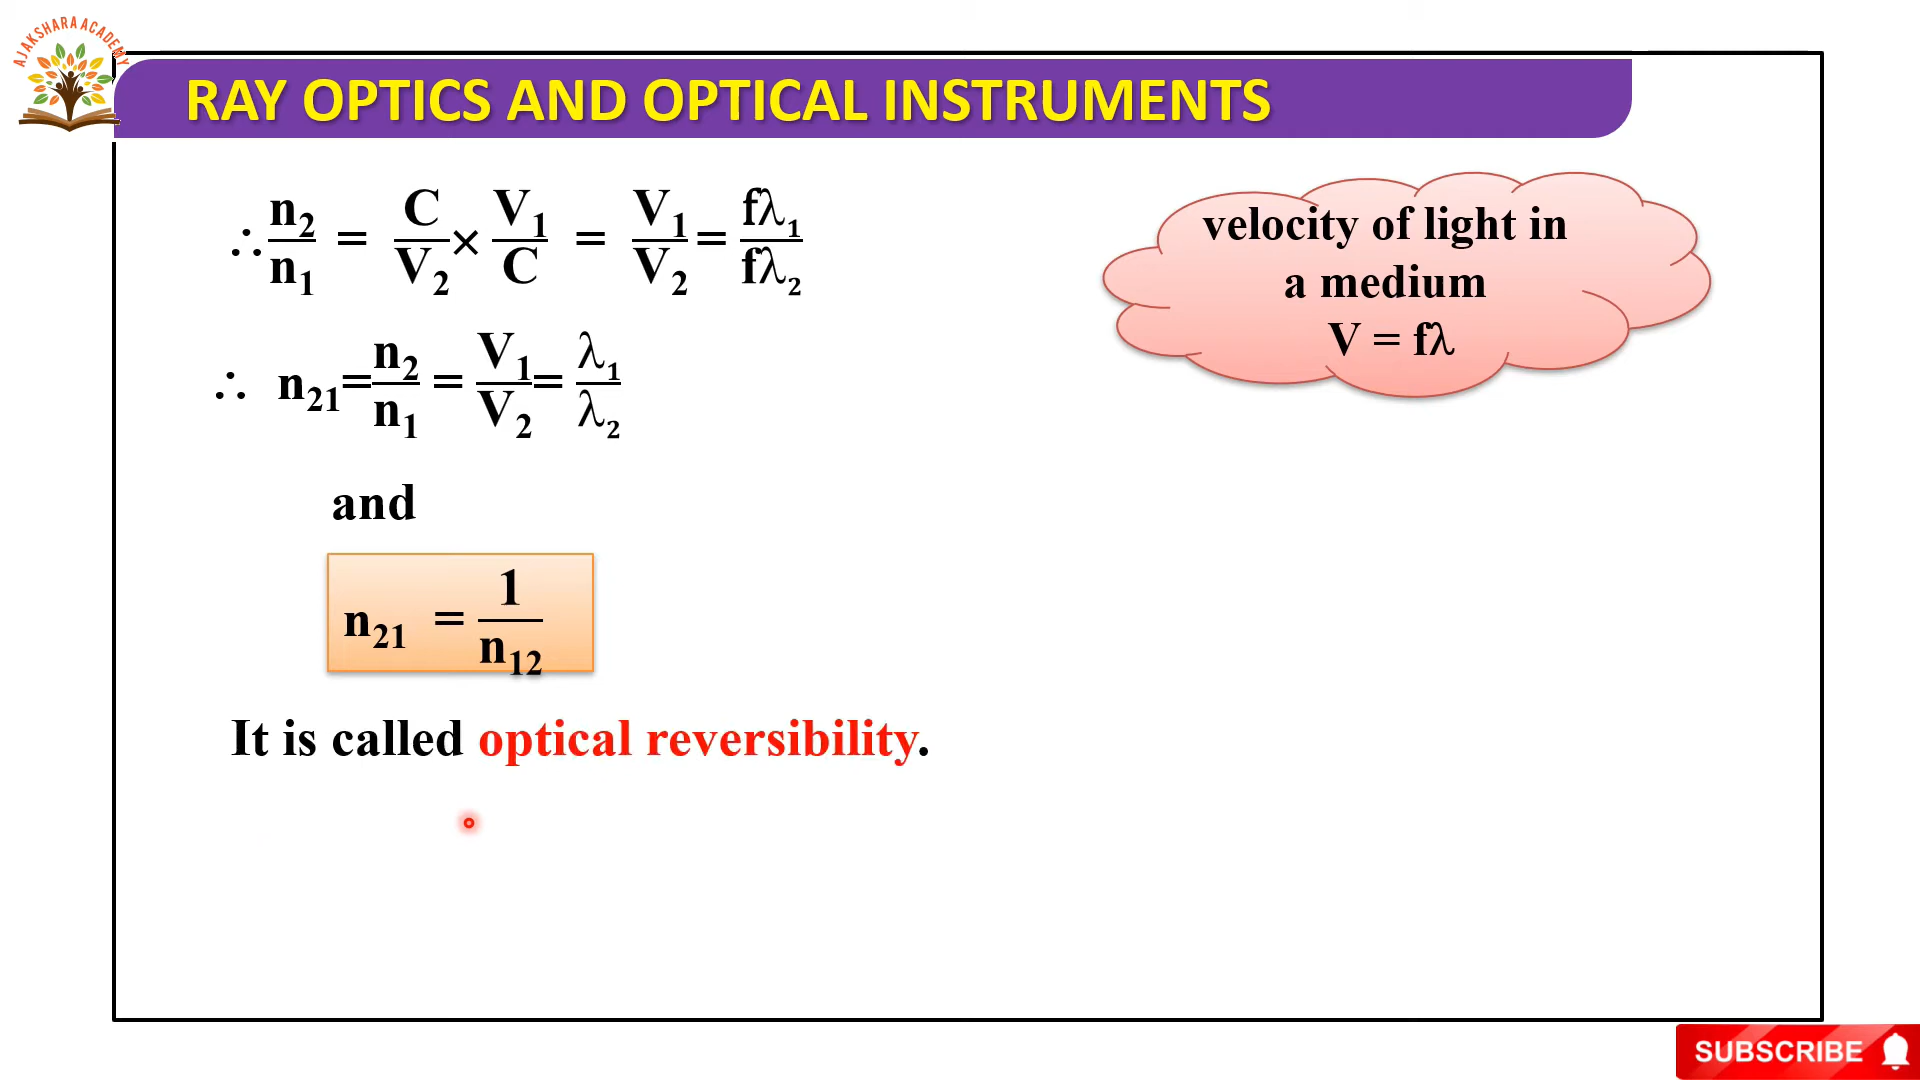 AJAKSHARA ACADEMY
RAY OPTICS AND OPTICAL INSTRUMENTS
∴ n₂/n₁ = C/V₂ × V₁/C = V₁/V₂ = fλ₁/fλ₂
velocity of light in
a medium
V = fλ
∴ n₂₁ = n₂/n₁ = V₁/V₂ = λ₁/λ₂
and
n₂₁ = 1/n₁₂
It is called optical reversibility.
SUBSCRIBE